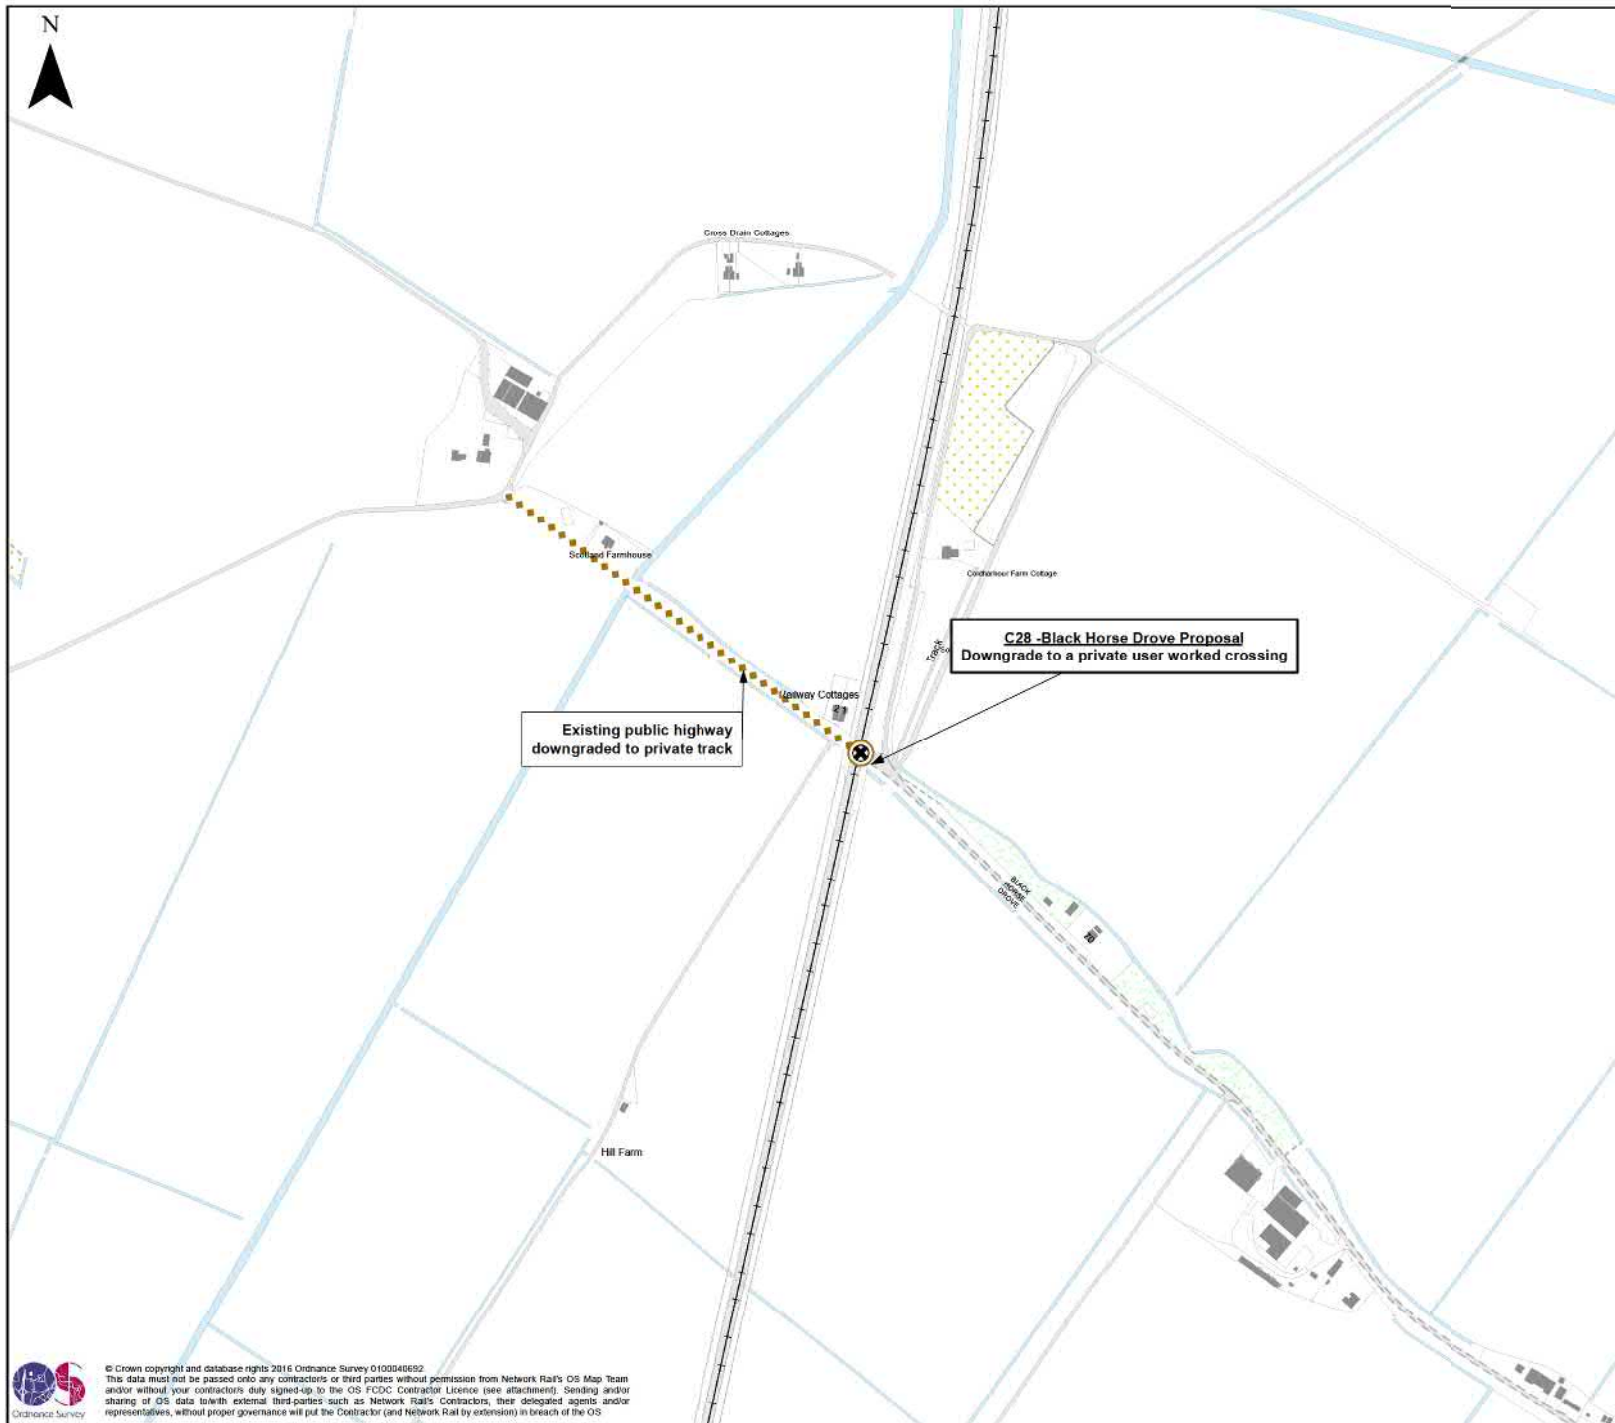 N
Cross Drain Cottages
Scotland Farmhouse
Coldharbour Farm Cottage
Track
C28 -Black Horse Drove Proposal
Downgrade to a private user worked crossing
Railway Cottages
2 1
Existing public highway
downgraded to private track
BLACK
HORSE
DROVE
20
Hill Farm
Ordnance Survey
© Crown copyright and database rights 2016 Ordnance Survey 0100040692.
This data must not be passed onto any contractor/s or third parties without permission from Network Rail's OS Map Team
and/or without your contractor/s duly signed-up to the OS FCDC Contractor Licence (see attachment). Sending and/or
sharing of OS data to/with external third-parties such as Network Rail's Contractors, their delegated agents and/or
representatives, without proper governance will put the Contractor (and Network Rail by extension) in breach of the OS